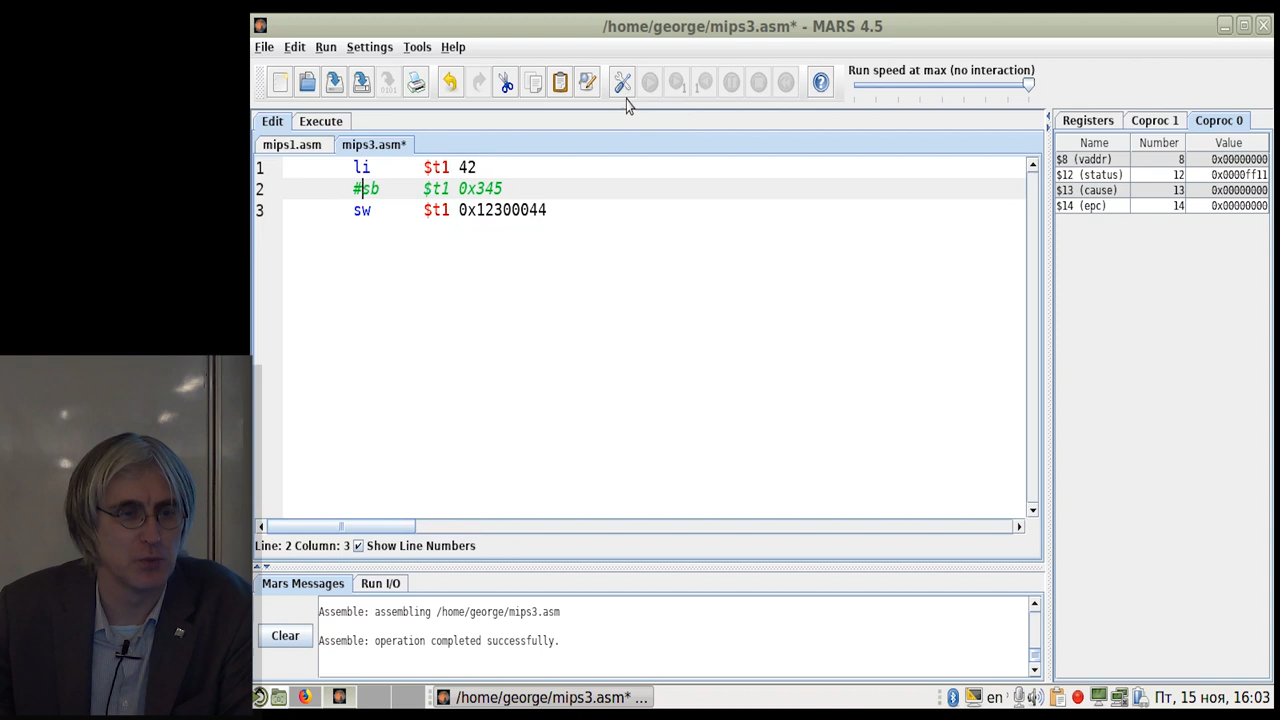 /home/george/mips3.asm* - MARS 4.5
File Edit Run Settings Tools Help
Run speed at max (no interaction)
Edit Execute
mips1.asm mips3.asm*
1 li $t1 42
2 #sb $t1 0x345
3 sw $t1 0x12300044
Line: 2 Column: 3 Show Line Numbers
Mars Messages Run I/O
Assemble: assembling /home/george/mips3.asm
Assemble: operation completed successfully.
Clear
Registers Coproc 1 Coproc 0
Name Number Value
$8 (vaddr) 8 0x00000000
$12 (status) 12 0x0000ff11
$13 (cause) 13 0x00000000
$14 (epc) 14 0x00000000
/home/george/mips3.asm* ...
en
Пт, 15 ноя, 16:03